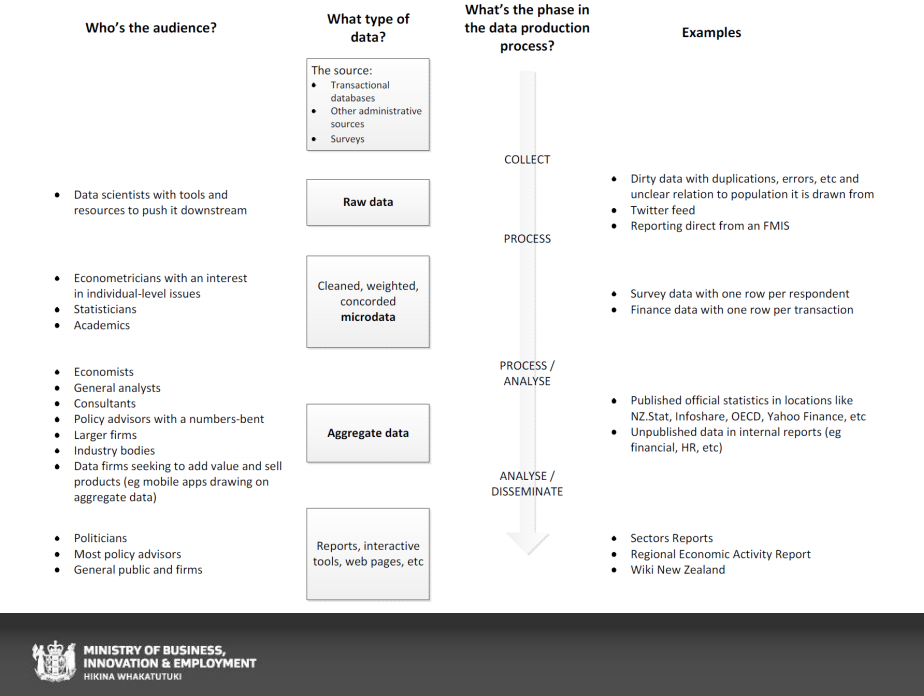 Who's the audience?
What type of
data?
What's the phase in
the data production
process?
Examples
The source:
• Transactional
databases
• Other administrative
sources
• Surveys
COLLECT
• Data scientists with tools and
resources to push it downstream
Raw data
• Dirty data with duplications, errors, etc and
unclear relation to population it is drawn from
• Twitter feed
• Reporting direct from an FMIS
PROCESS
• Econometricians with an interest
in individual-level issues
• Statisticians
• Academics
Cleaned, weighted,
concorded
microdata
• Survey data with one row per respondent
• Finance data with one row per transaction
PROCESS /
ANALYSE
• Economists
• General analysts
• Consultants
• Policy advisors with a numbers-bent
• Larger firms
• Industry bodies
• Data firms seeking to add value and sell
products (eg mobile apps drawing on
aggregate data)
Aggregate data
• Published official statistics in locations like
NZ.Stat, Infoshare, OECD, Yahoo Finance, etc
• Unpublished data in internal reports (eg
financial, HR, etc)
ANALYSE /
DISSEMINATE
• Politicians
• Most policy advisors
• General public and firms
Reports, interactive
tools, web pages, etc
• Sectors Reports
• Regional Economic Activity Report
• Wiki New Zealand
MINISTRY OF BUSINESS,
INNOVATION & EMPLOYMENT
HIKINA WHAKATUTUKI